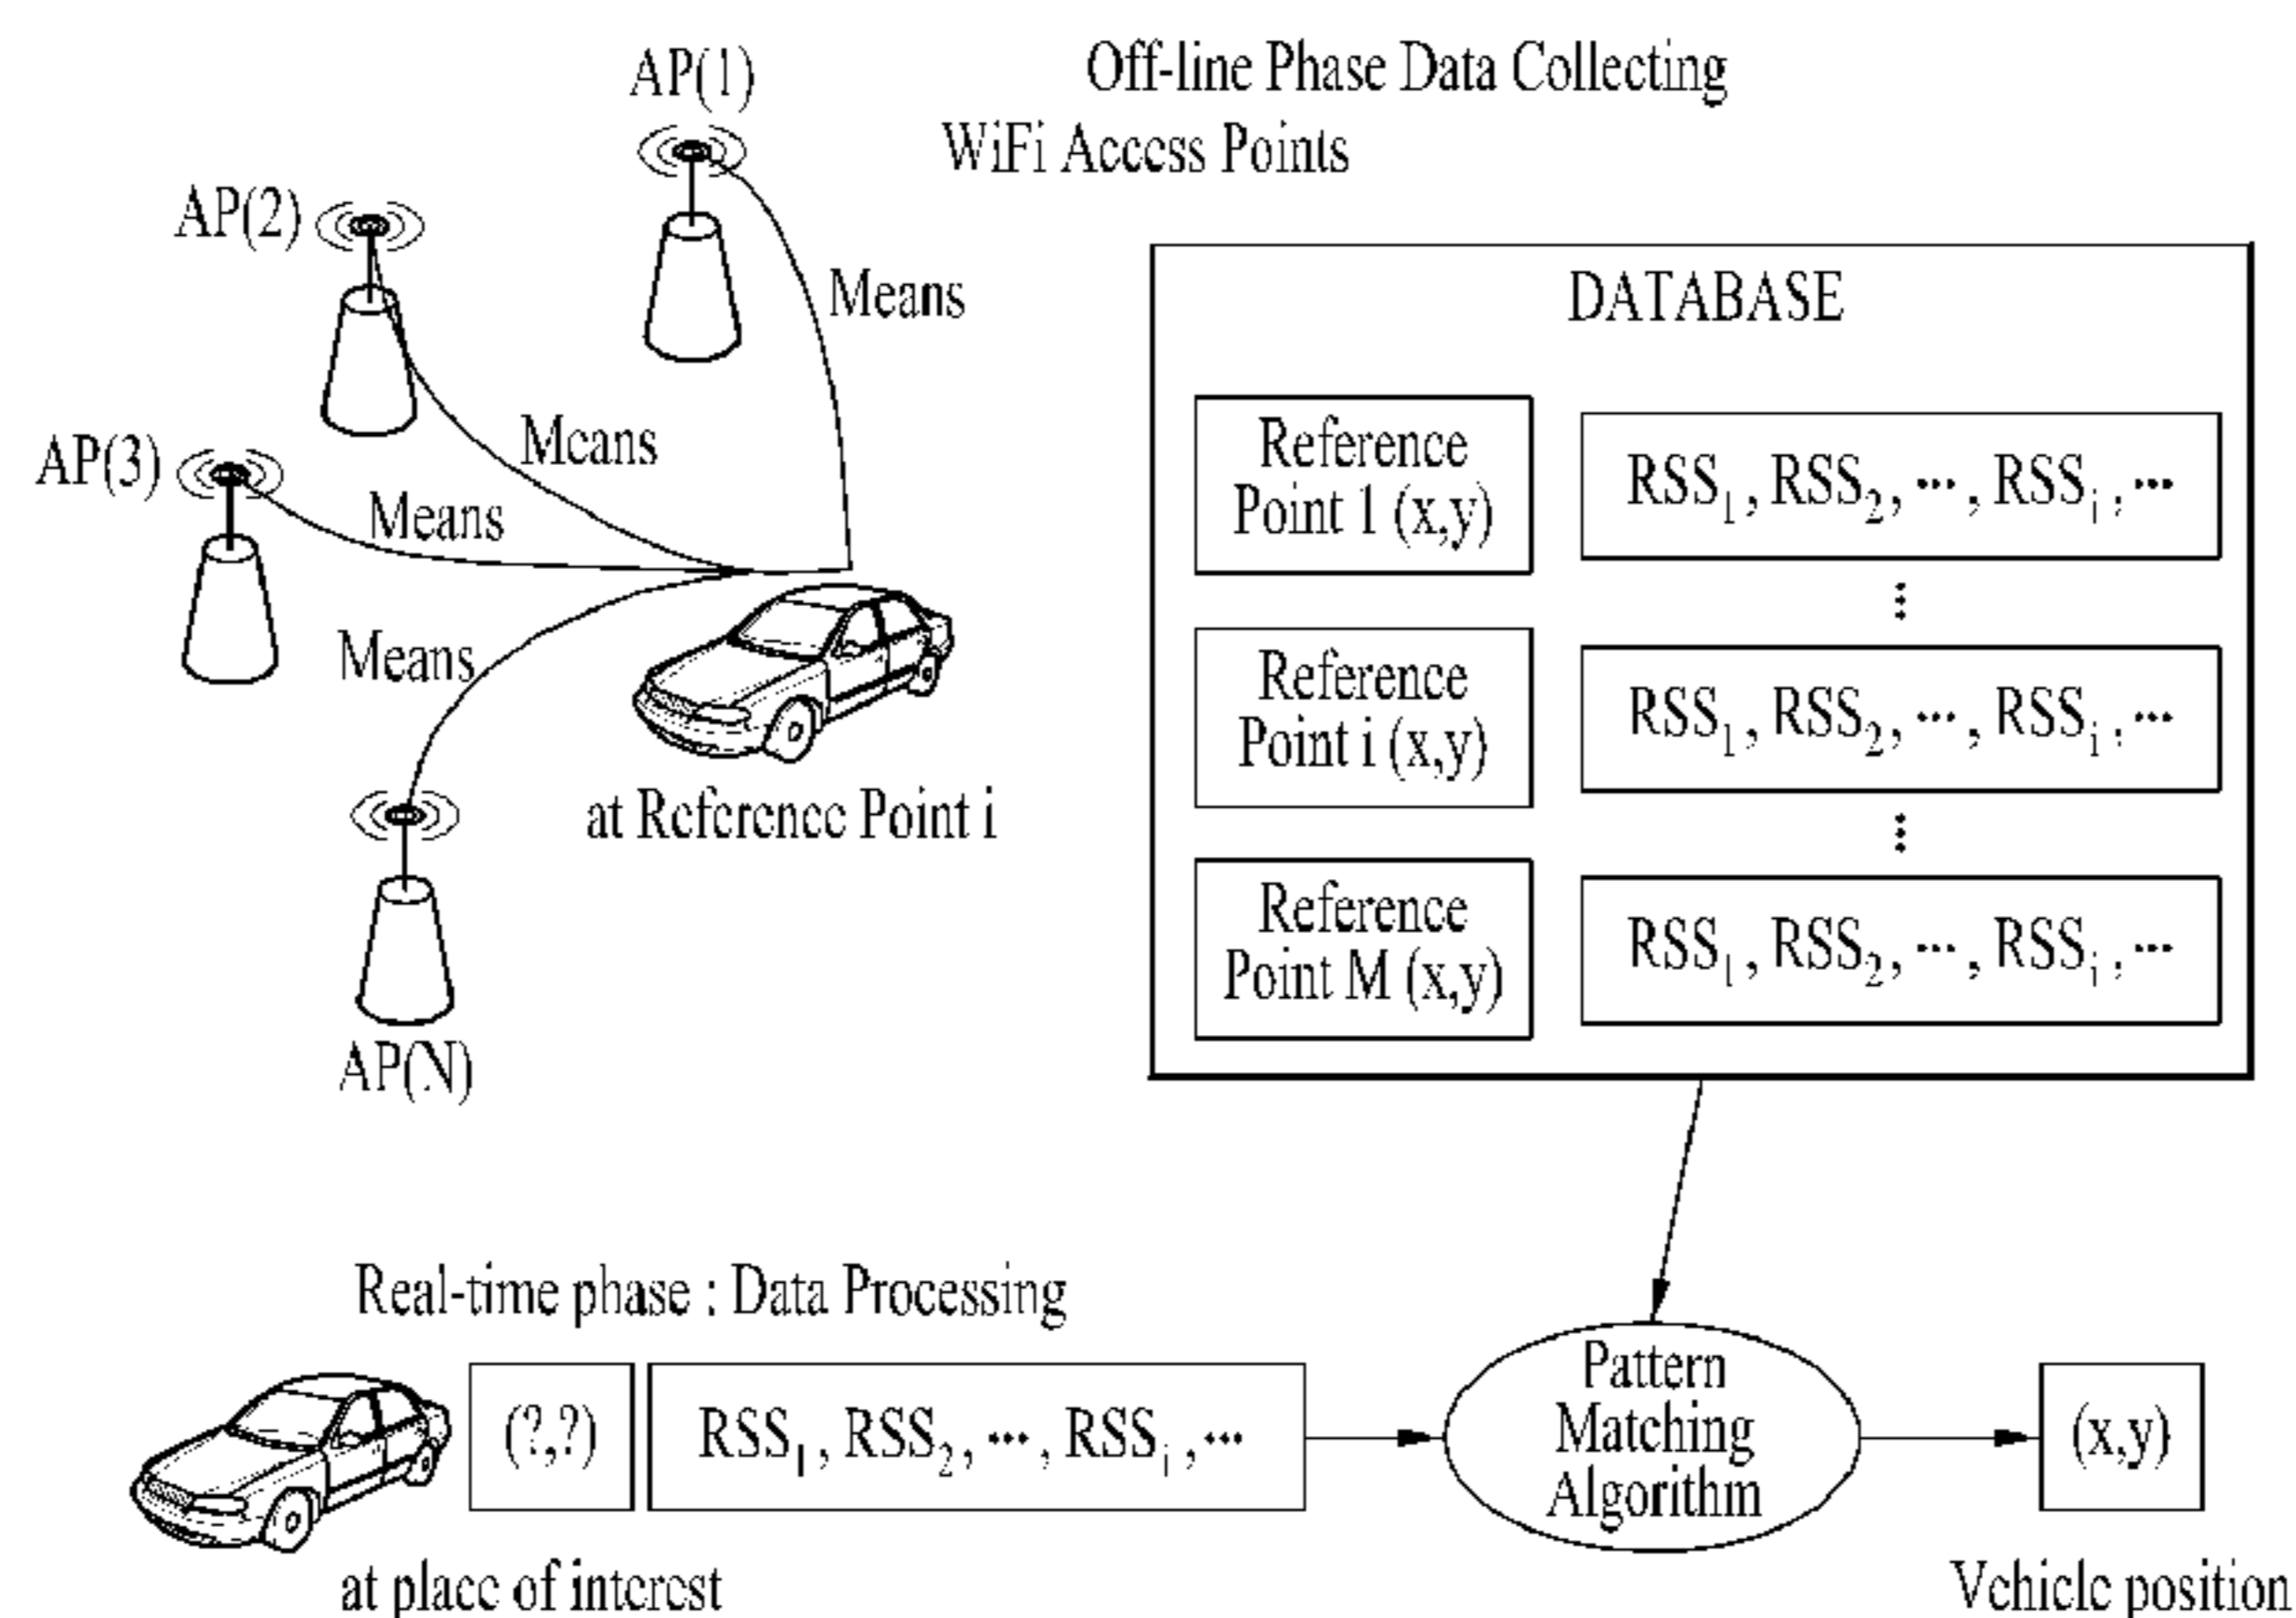 Off-line Phase Data Collecting
WiFi Access Points
AP(1)
AP(2)
AP(3)
AP(N)
Means
Means
Means
Means
at Reference Point i
DATABASE
Reference
Point 1 (x,y)
RSS₁, RSS₂, ⋯, RSSᵢ, ⋯
⋮
Reference
Point i (x,y)
RSS₁, RSS₂, ⋯, RSSᵢ, ⋯
⋮
Reference
Point M (x,y)
RSS₁, RSS₂, ⋯, RSSᵢ, ⋯
Real-time phase : Data Processing
(?,?)
RSS₁, RSS₂, ⋯, RSSᵢ, ⋯
at place of interest
Pattern
Matching
Algorithm
(x,y)
Vehicle position